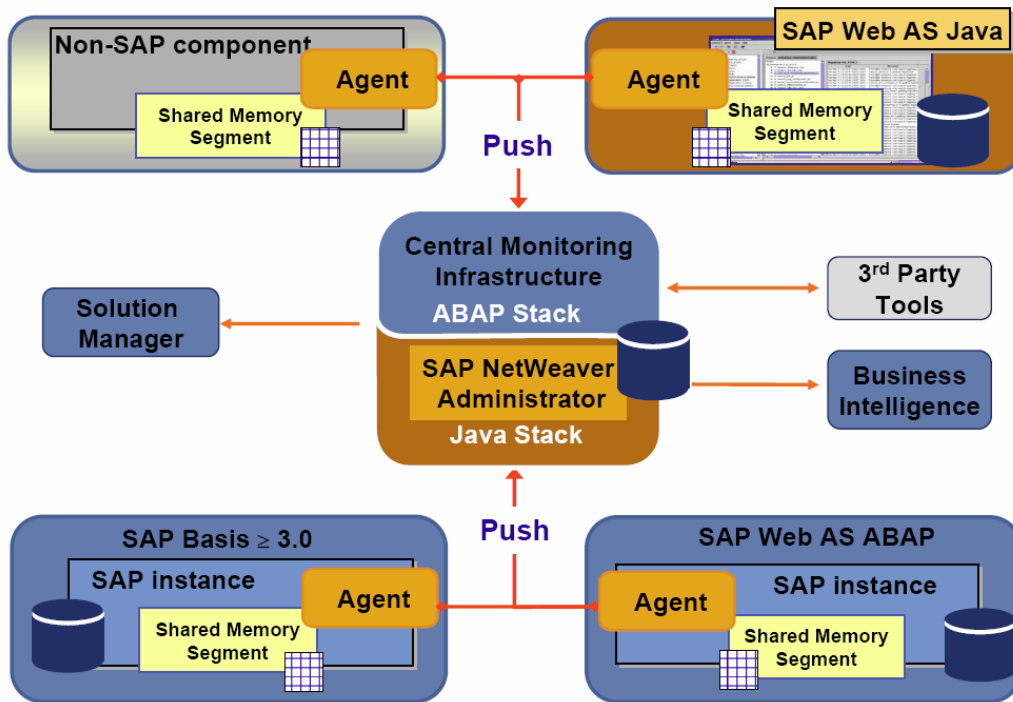 Non-SAP component
Agent
Shared Memory
Segment
SAP Web AS Java
Agent
Shared Memory
Segment
Push
Central Monitoring
Infrastructure
ABAP Stack
SAP NetWeaver
Administrator
Java Stack
Solution
Manager
3rd Party
Tools
Business
Intelligence
Push
SAP Basis ≥ 3.0
SAP instance
Agent
Shared Memory
Segment
SAP Web AS ABAP
SAP instance
Agent
Shared Memory
Segment